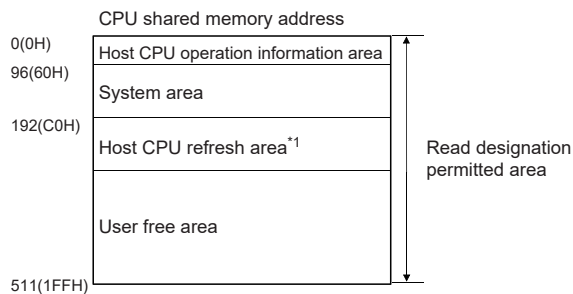 CPU shared memory address
0(0H)
Host CPU operation information area
96(60H)
System area
192(C0H)
Host CPU refresh area*1
Read designation
permitted area
User free area
511(1FFH)